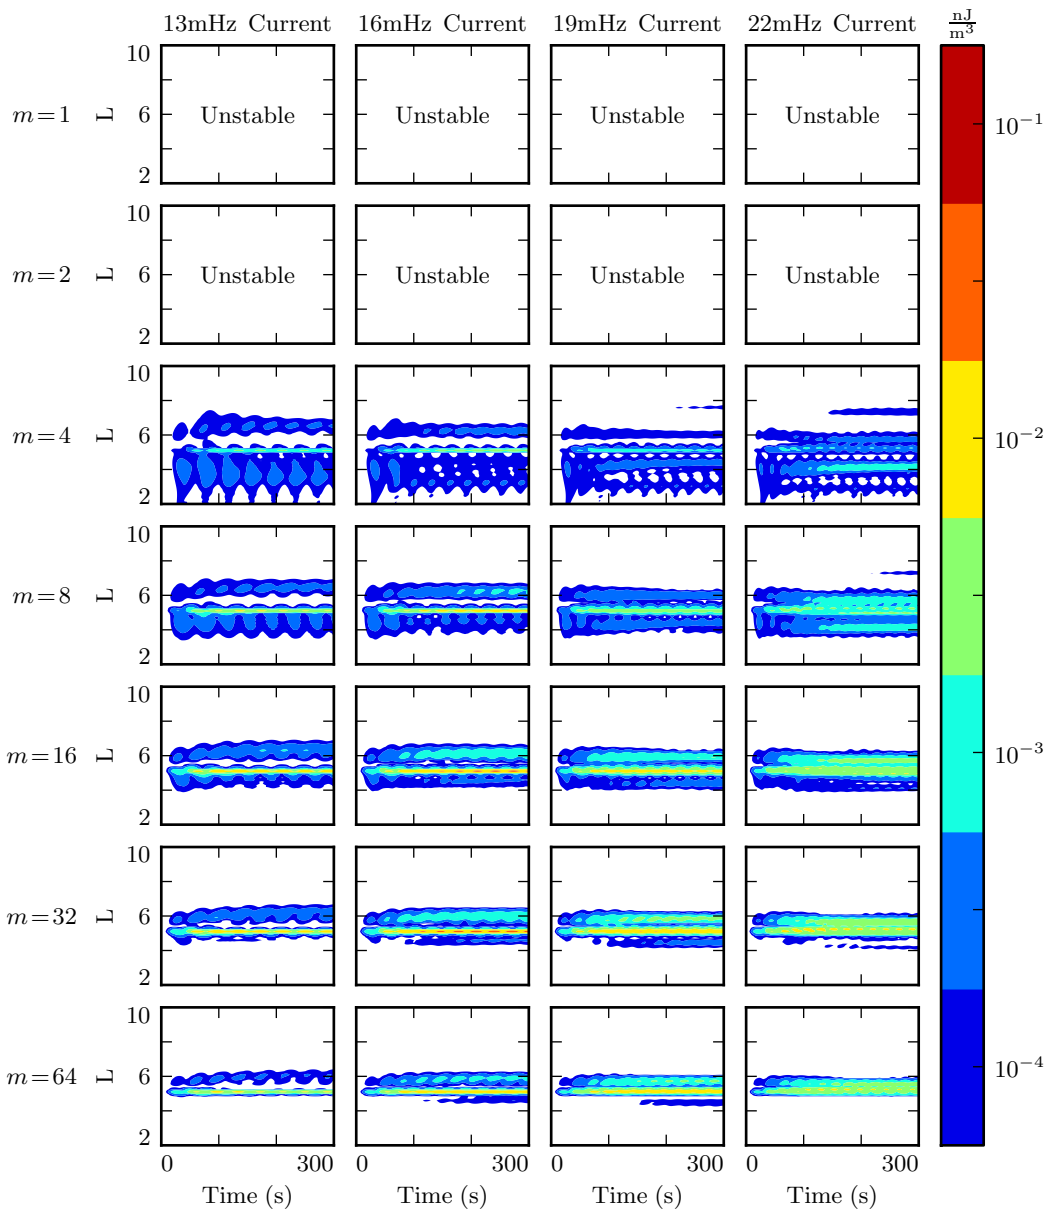 13mHz Current 16mHz Current 19mHz Current 22mHz Current nJ/m³
10
m=1 L 6 Unstable Unstable Unstable Unstable 10⁻¹
2
10
m=2 L 6 Unstable Unstable Unstable Unstable
2
10
m=4 L 6 10⁻²
2
10
m=8 L 6
2
10
m=16 L 6 10⁻³
2
10
m=32 L 6
2
10
m=64 L 6 10⁻⁴
2
0 300 0 300 0 300 0 300
Time (s) Time (s) Time (s) Time (s)